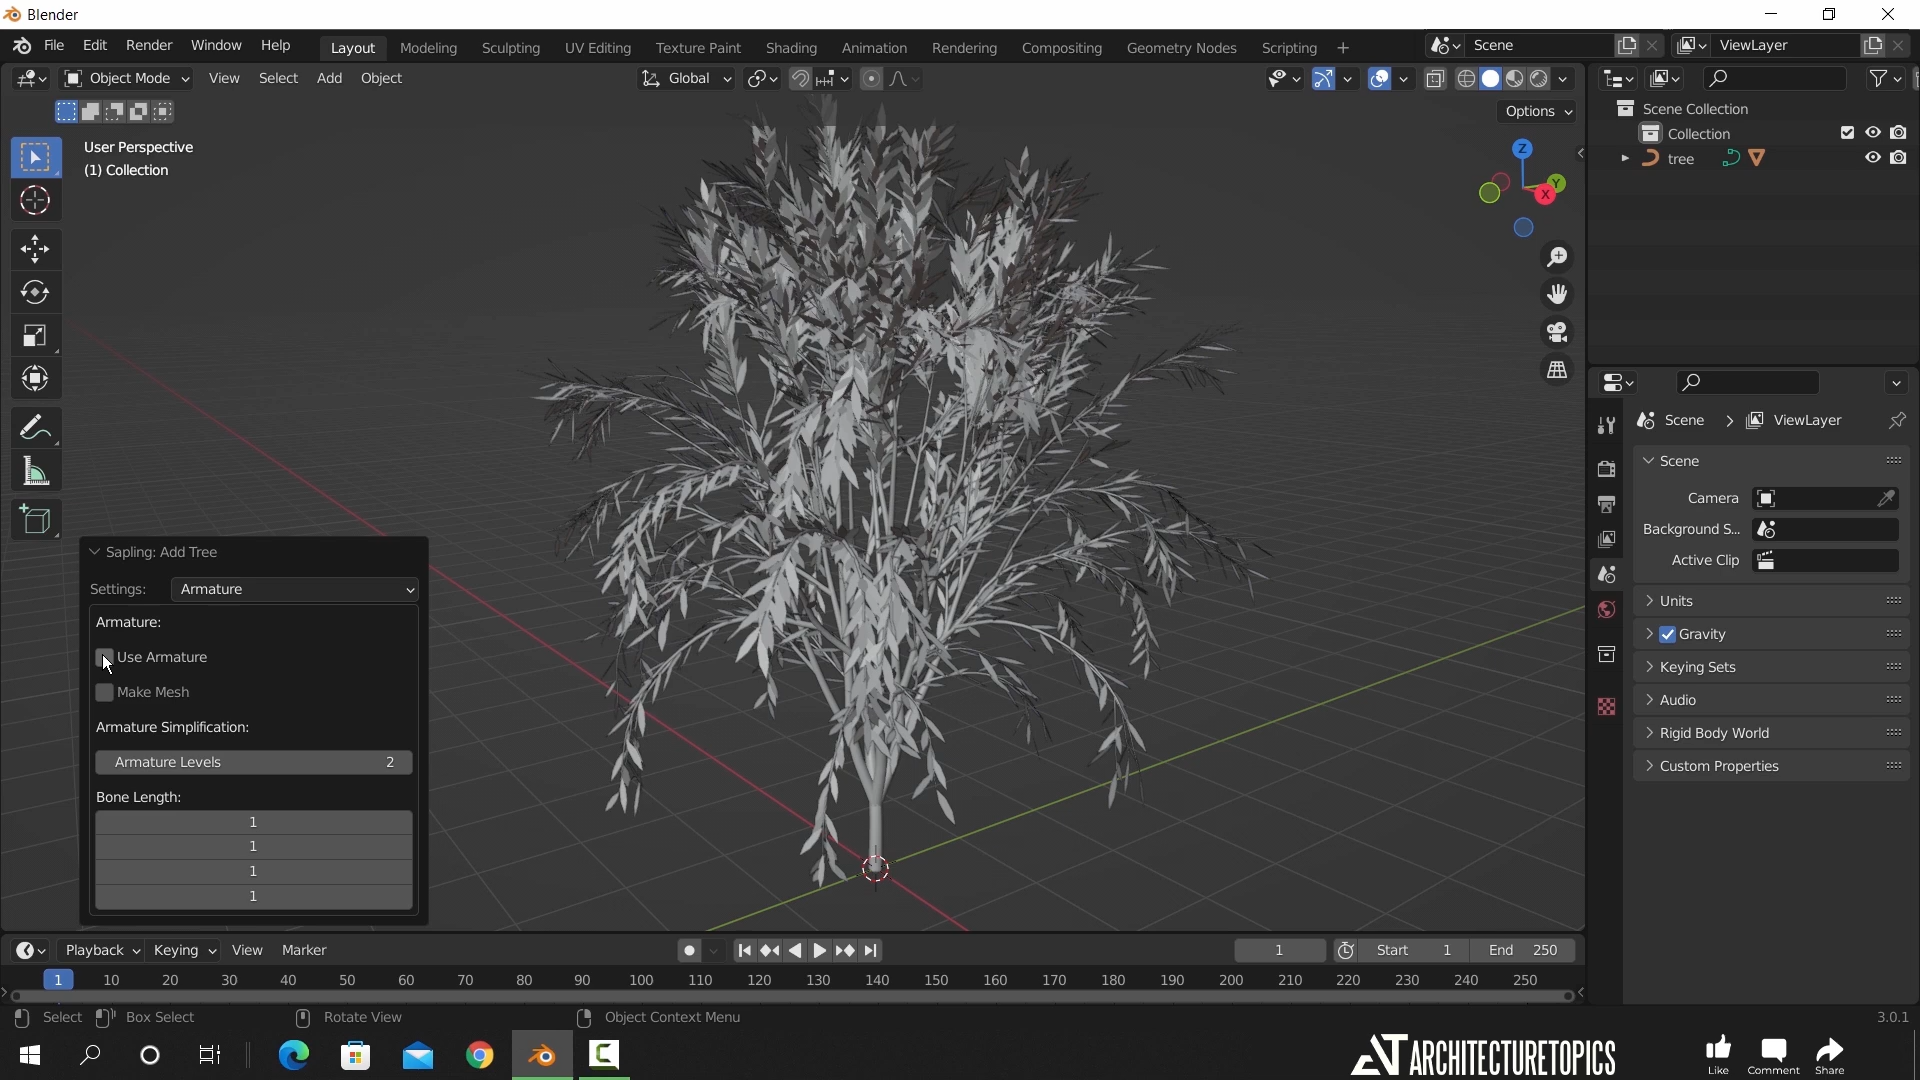 Blender
File Edit Render Window Help
Layout Modeling Sculpting UV Editing Texture Paint Shading Animation Rendering Compositing Geometry Nodes Scripting +
Scene
ViewLayer
Object Mode View Select Add Object
Global
Options
User Perspective
(1) Collection
Z
Y
X
Scene Collection
Collection
tree
Scene > ViewLayer
Scene
Camera
Background S...
Active Clip
Units
Gravity
Keying Sets
Audio
Rigid Body World
Custom Properties
Sapling: Add Tree
Settings: Armature
Armature:
Use Armature
Make Mesh
Armature Simplification:
Armature Levels 2
Bone Length:
1
1
1
1
Playback Keying View Marker
1 Start 1 End 250
1 10 20 30 40 50 60 70 80 90 100 110 120 130 140 150 160 170 180 190 200 210 220 230 240 250
Select Box Select Rotate View Object Context Menu 3.0.1
ARCHITECTURETOPICS
Like Comment Share